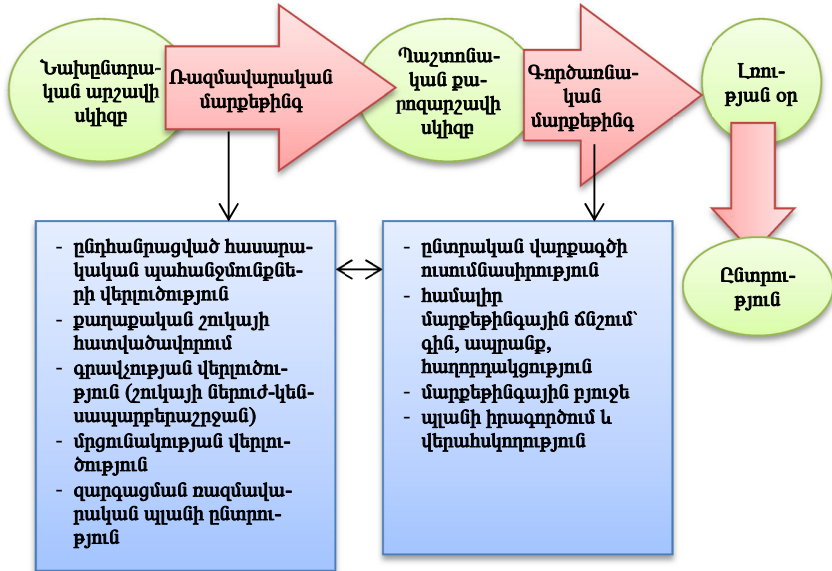 Նախընտրա-
կան արշավի
սկիզբ
Ռազմավարական
մարքեթինգ
Պաշտոնա-
կան քա-
րոզարշավի
սկիզբ
Գործառնա-
կան
մարքեթինգ
Լռու-
թյան օր
Ընտրու-
թյուն
- ընդհանրացված հասարա-
կական պահանջմունքնե-
րի վերլուծություն
- քաղաքական շուկայի
հատվածավորում
- գրավչության վերլուծու-
թյուն (շուկայի ներուժ-կեն-
սապարբերաշրջան)
- մրցունակության վերլու-
ծություն
- զարգացման ռազմավա-
րական պլանի ընտրու-
թյուն
- ընտրական վարքագծի
ուսումնասիրություն
- համալիր
մարքեթինգային ճնշում՝
գին, ապրանք,
հաղորդակցություն
- մարքեթինգային բյուջե
- պլանի իրագործում և
վերահսկողություն